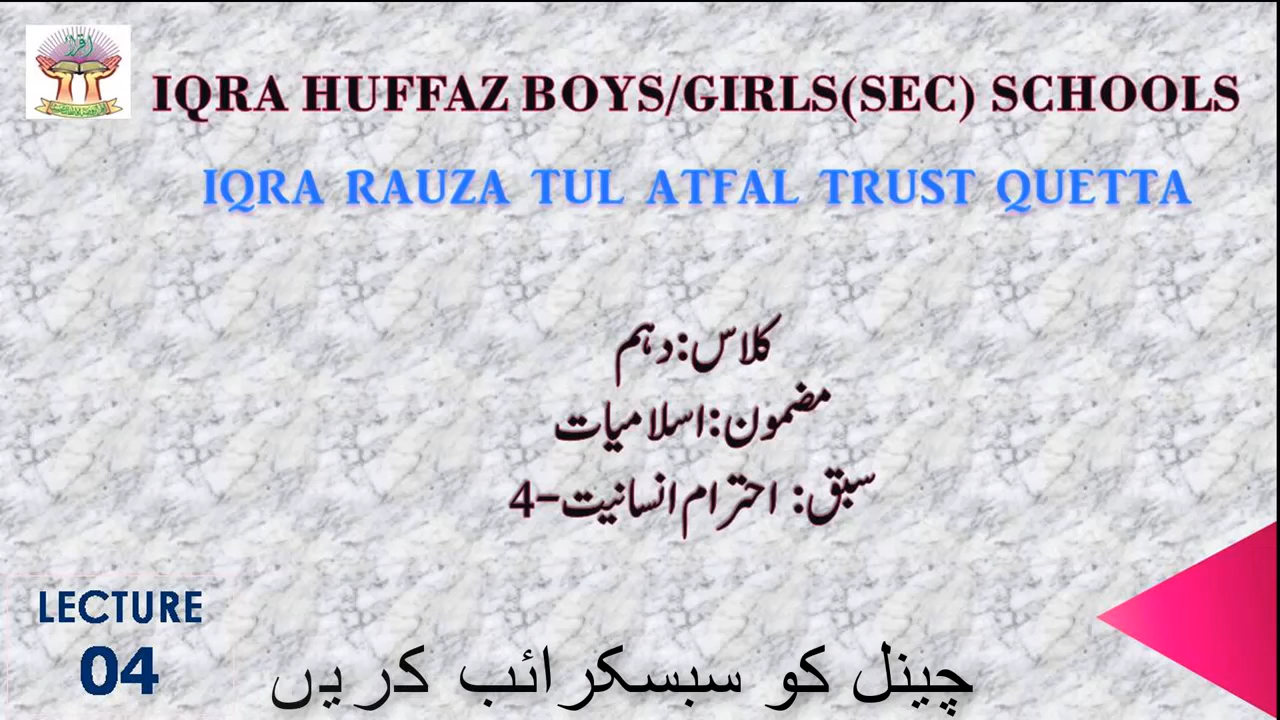 اقرأ
IQRA HUFFAZ BOYS/GIRLS(SEC) SCHOOLS
IQRA RAUZA TUL ATFAL TRUST QUETTA
کلاس:دہم
مضمون:اسلامیات
سبق: احترام انسانیت-4
LECTURE
04
چینل کو سبسکرائب کریں